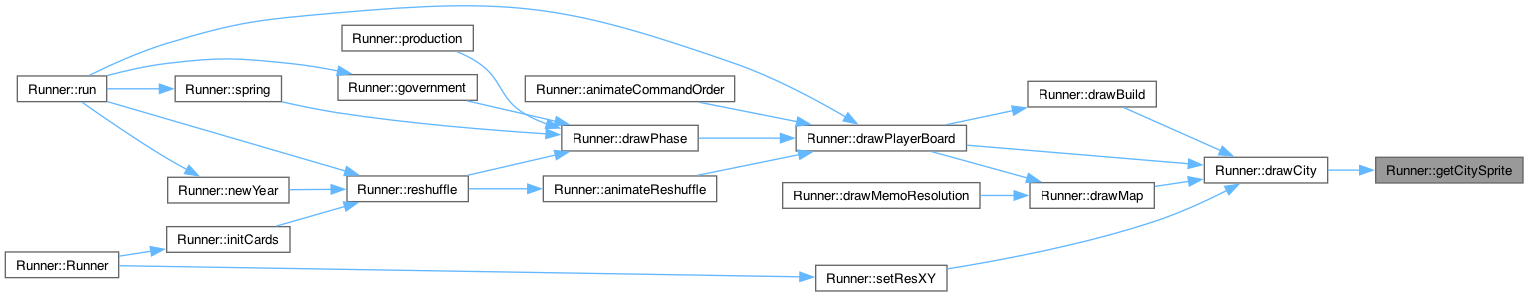 Runner::production
Runner::run
Runner::spring
Runner::government
Runner::animateCommandOrder
Runner::drawBuild
Runner::drawPhase
Runner::drawPlayerBoard
Runner::drawCity
Runner::getCitySprite
Runner::newYear
Runner::reshuffle
Runner::animateReshuffle
Runner::drawMemoResolution
Runner::drawMap
Runner::initCards
Runner::Runner
Runner::setResXY